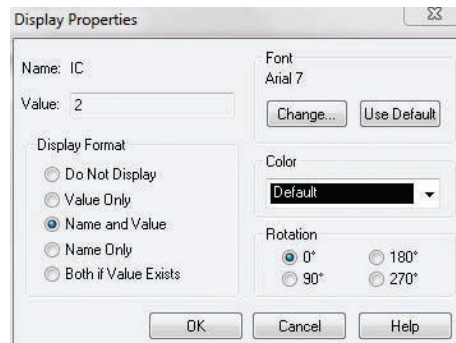 Display Properties
Name: IC
Value: 2
Font
Arial 7
Change...
Use Default
Display Format
Do Not Display
Value Only
Name and Value
Name Only
Both if Value Exists
Color
Default
Rotation
0°
180°
90°
270°
OK
Cancel
Help